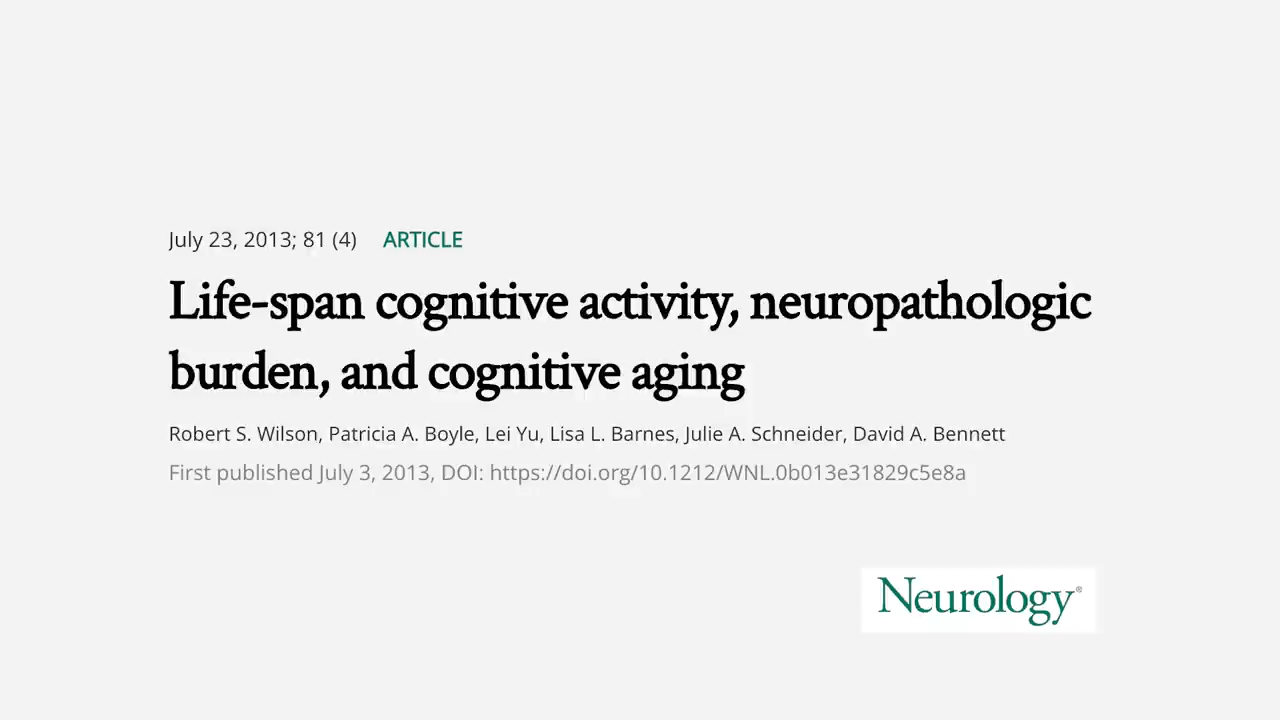 July 23, 2013; 81 (4) ARTICLE
Life-span cognitive activity, neuropathologic
burden, and cognitive aging
Robert S. Wilson, Patricia A. Boyle, Lei Yu, Lisa L. Barnes, Julie A. Schneider, David A. Bennett
First published July 3, 2013, DOI: https://doi.org/10.1212/WNL.0b013e31829c5e8a
Neurology®